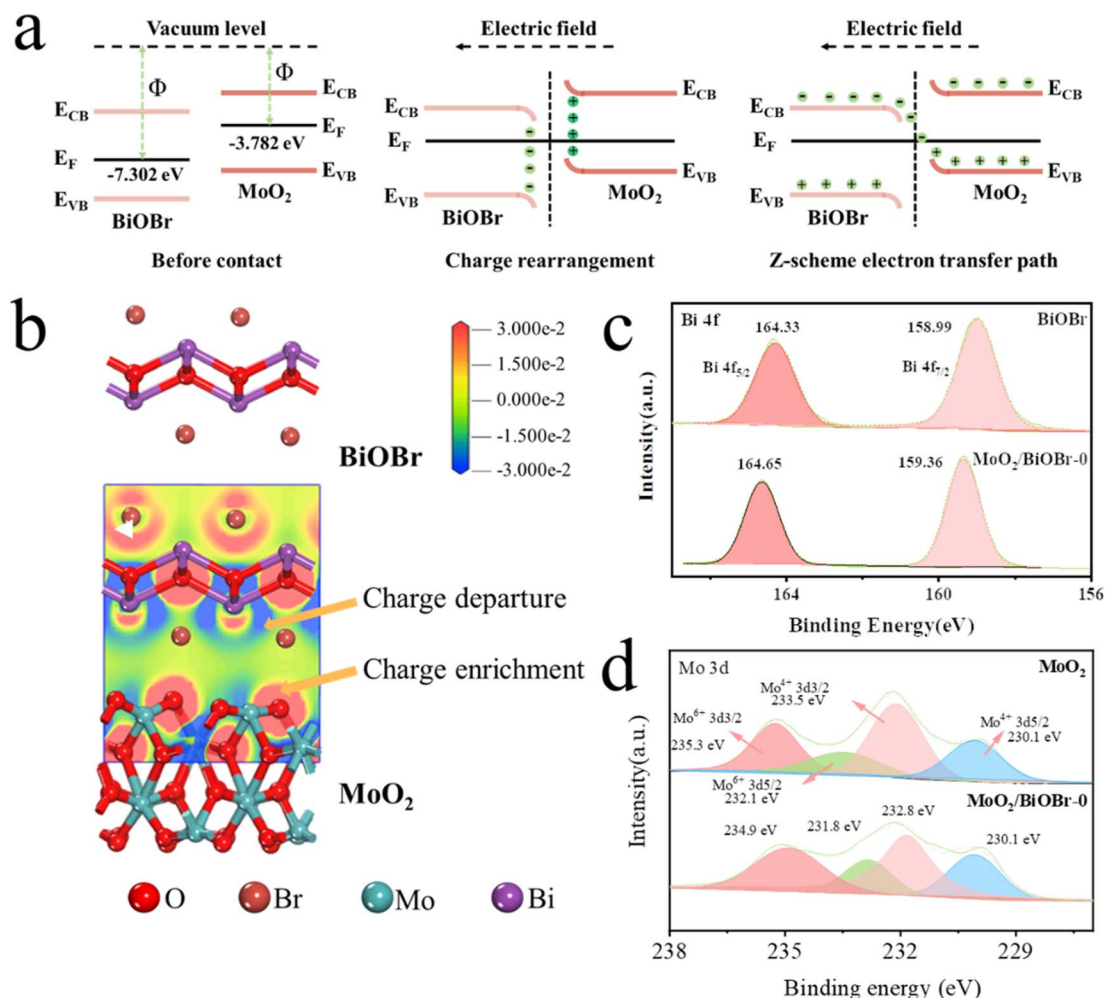 a
Vacuum level
Φ
Φ
E_CB
E_CB
E_F
-3.782 eV
E_F
-7.302 eV
E_VB
MoO₂
E_VB
BiOBr
Before contact
Electric field
E_CB
E_CB
E_F
E_VB
MoO₂
E_VB
BiOBr
Charge rearrangement
Electric field
E_CB
E_CB
E_F
E_VB
MoO₂
E_VB
BiOBr
Z-scheme electron transfer path
b
3.000e-2
1.500e-2
0.000e-2
-1.500e-2
-3.000e-2
BiOBr
Charge departure
Charge enrichment
MoO₂
O Br Mo Bi
c
Bi 4f
164.33
158.99
BiOBr
Bi 4f₅/₂
Bi 4f₇/₂
164.65
159.36
MoO₂/BiOBr-0
Intensity(a.u.)
164 160 156
Binding Energy(eV)
d
Mo 3d
MoO₂
Mo⁴⁺ 3d3/2
233.5 eV
Mo⁶⁺ 3d3/2
235.3 eV
Mo⁴⁺ 3d5/2
230.1 eV
Mo⁶⁺ 3d5/2
232.1 eV
MoO₂/BiOBr-0
234.9 eV
231.8 eV
232.8 eV
230.1 eV
Intensity(a.u.)
238 235 232 229
Binding energy (eV)